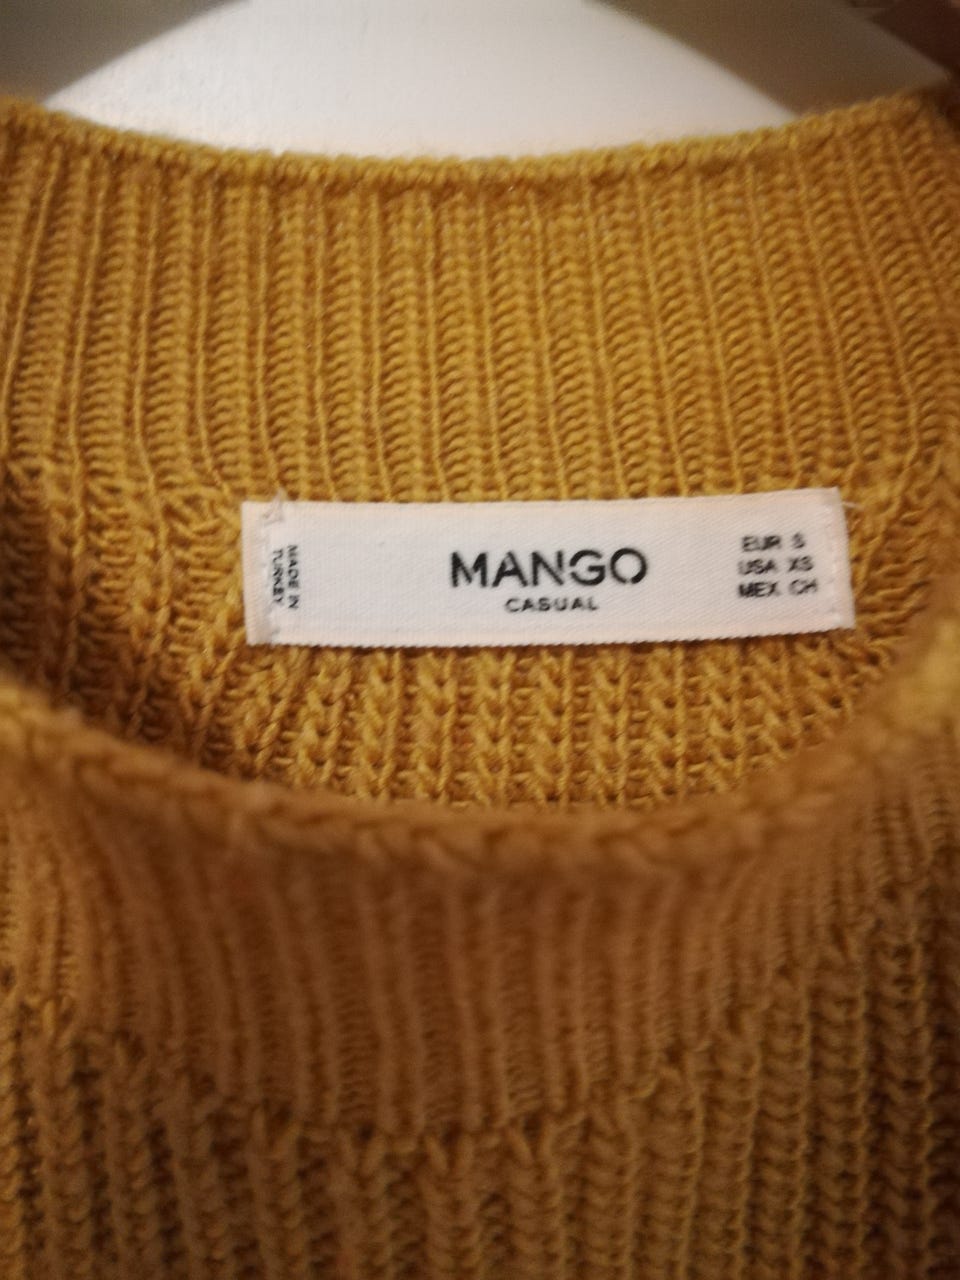 MADE IN
TURKEY
MANGO
CASUAL
EUR S
USA XS
MEX CH